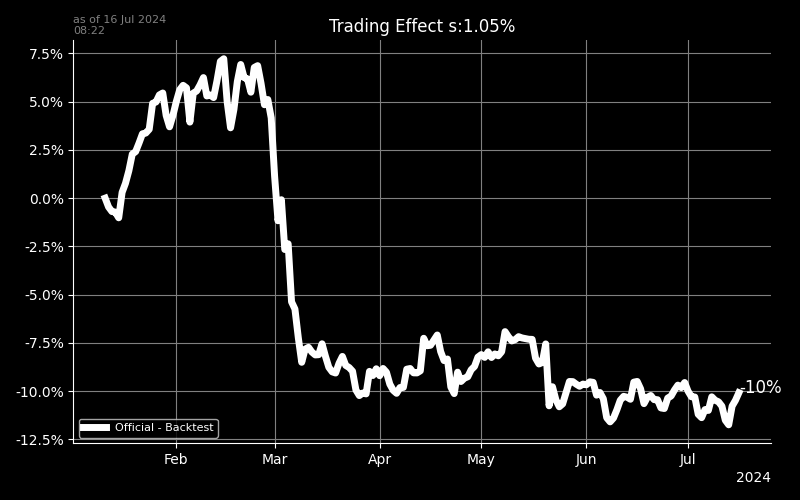 as of 16 Jul 2024
08:22
Trading Effect s:1.05%
7.5%
5.0%
2.5%
0.0%
-2.5%
-5.0%
-7.5%
-10.0%
-12.5%
-10%
Official - Backtest
Feb
Mar
Apr
May
Jun
Jul
2024